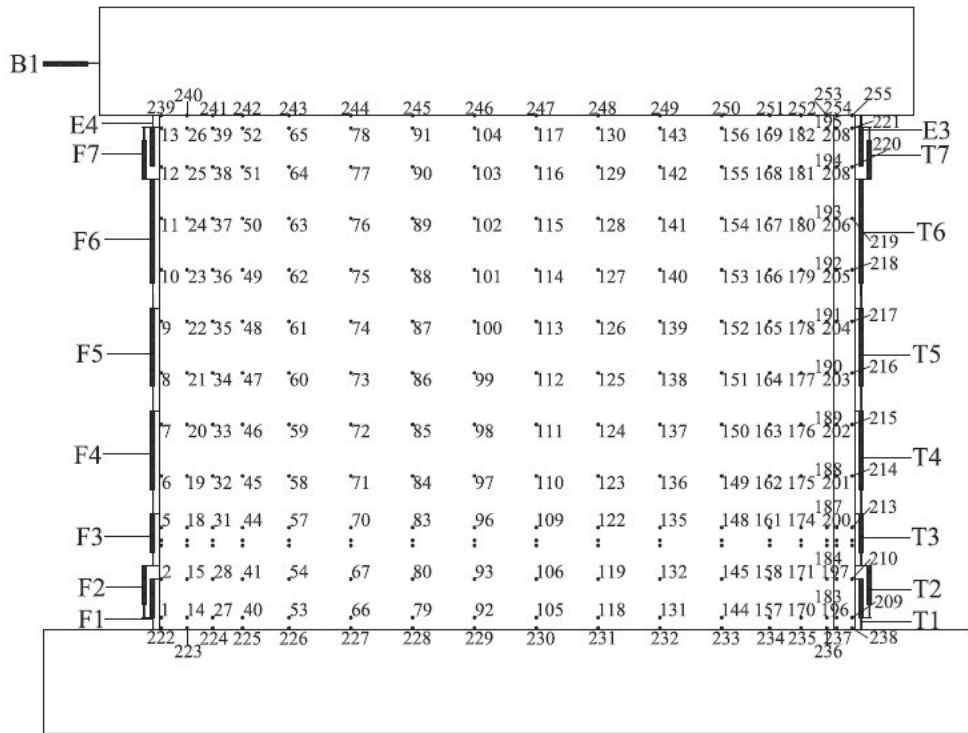 240
253
B1
239 241 242 243 244 245 246 247 248 249 250 251 252 254 255
E4 195 221 E3
13 26 39 52 65 78 91 104 117 130 143 156 169 182 208
F7 220 T7
194
12 25 38 51 64 77 90 103 116 129 142 155 168 181 208
193
11 24 37 50 63 76 89 102 115 128 141 154 167 180 206
F6 219 T6
192 218
10 23 36 49 62 75 88 101 114 127 140 153 166 179 205
191 217
9 22 35 48 61 74 87 100 113 126 139 152 165 178 204
F5 T5
190 216
8 21 34 47 60 73 86 99 112 125 138 151 164 177 203
189 215
7 20 33 46 59 72 85 98 111 124 137 150 163 176 202
F4 T4
188 214
6 19 32 45 58 71 84 97 110 123 136 149 162 175 201
187 213
5 18 31 44 57 70 83 96 109 122 135 148 161 174 200
F3 T3
184 210
2 15 28 41 54 67 80 93 106 119 132 145 158 171 197
F2 T2
183 209
1 14 27 40 53 66 79 92 105 118 131 144 157 170 196
F1 T1
222 224 225 226 227 228 229 230 231 232 233 234 235 237 238
223 236